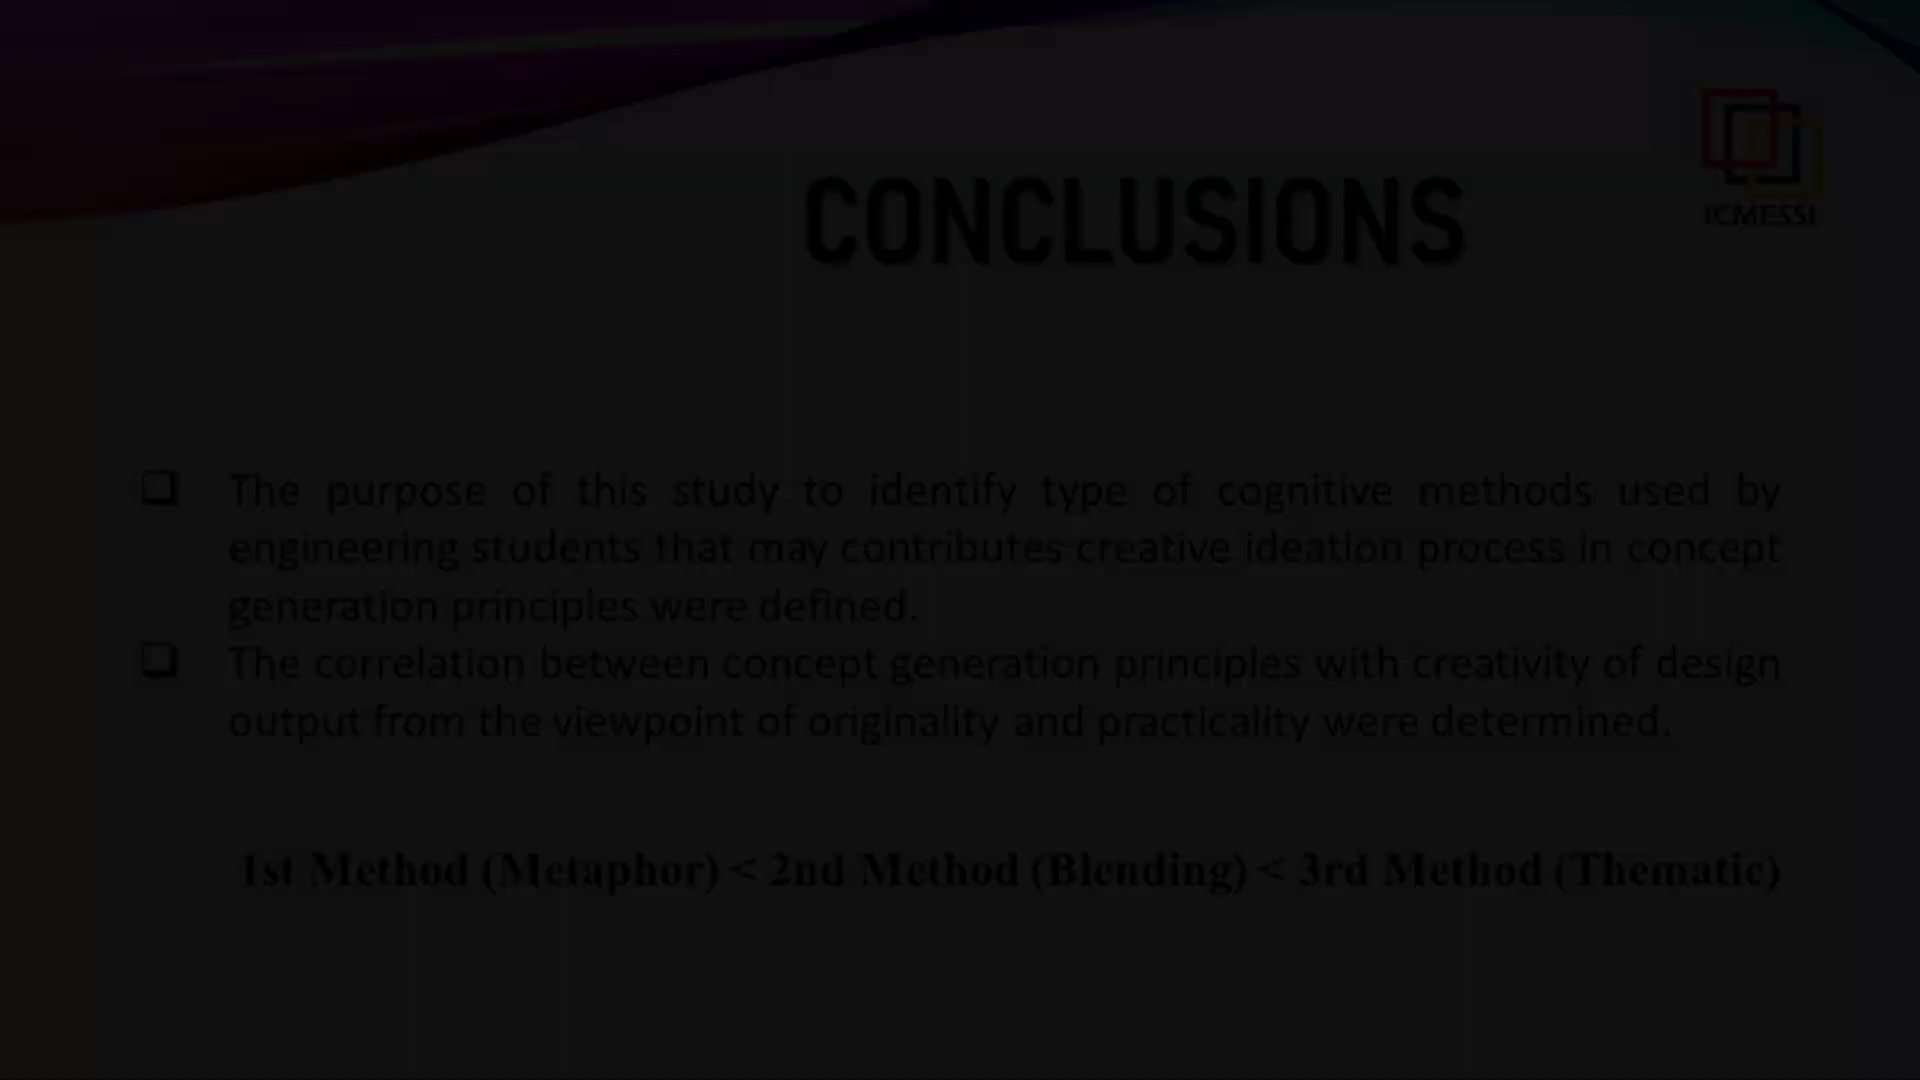 ICMESSI
CONCLUSIONS
❑ The purpose of this study to identify type of cognitive methods used by
engineering students that may contributes creative ideation process in concept
generation principles were defined.
❑ The correlation between concept generation principles with creativity of design
output from the viewpoint of originality and practicality were determined.
1st Method (Metaphor) < 2nd Method (Blending) < 3rd Method (Thematic)